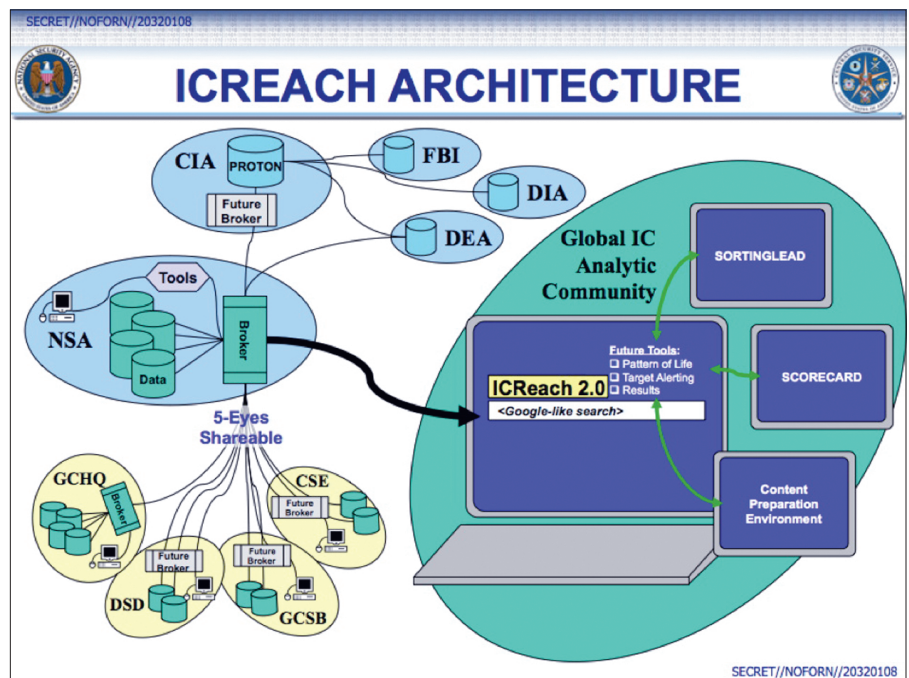 SECRET//NOFORN//20320108
ICREACH ARCHITECTURE
CIA
PROTON
Future
Broker
FBI
DIA
DEA
Tools
NSA
Data
Broker
5-Eyes
Shareable
GCHQ
Broker
DSD
Future
Broker
GCSB
Future
Broker
CSE
Future
Broker
Global IC
Analytic
Community
Future Tools:
Pattern of Life
Target Alerting
Results
ICReach 2.0
<Google-like search>
SORTINGLEAD
SCORECARD
Content
Preparation
Environment
SECRET//NOFORN//20320108